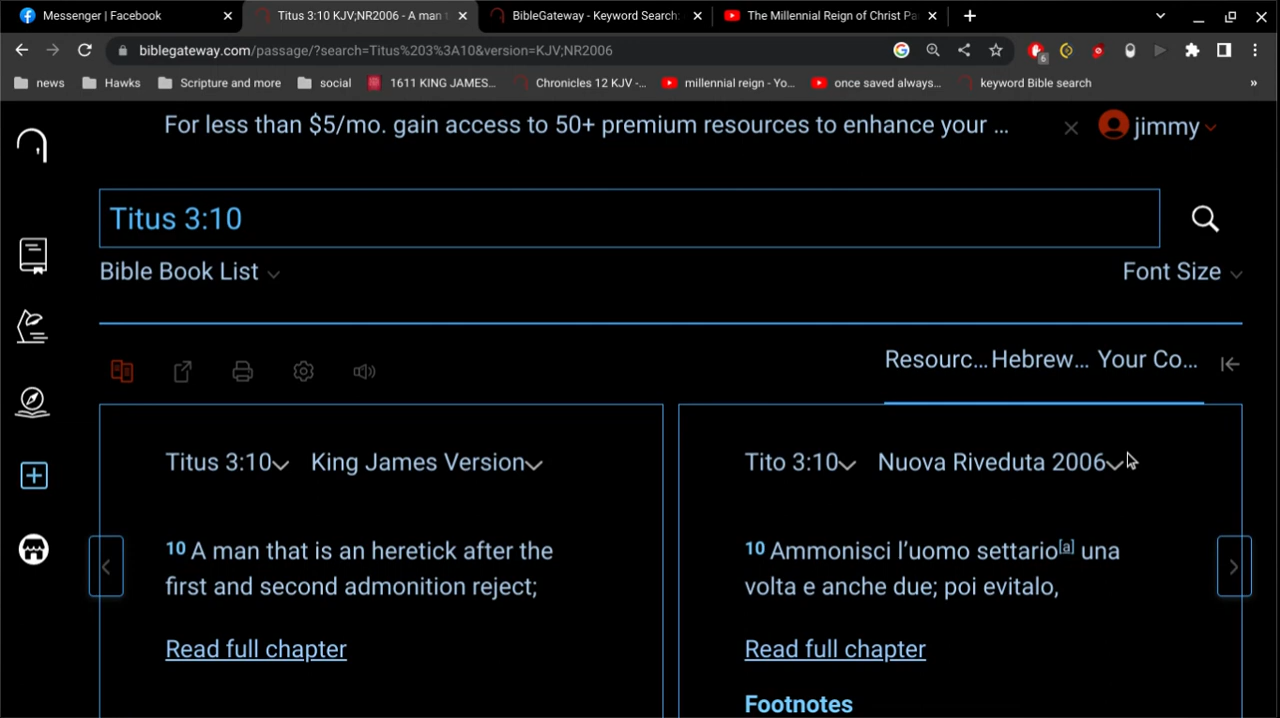 Messenger | Facebook
Titus 3:10 KJV;NR2006 - A man t
BibleGateway - Keyword Search:
The Millennial Reign of Christ Pa
biblegateway.com/passage/?search=Titus%203%3A10&version=KJV;NR2006
6
news
Hawks
Scripture and more
social
1611 KING JAMES...
Chronicles 12 KJV -...
millennial reign - Yo...
once saved always...
keyword Bible search
»
For less than $5/mo. gain access to 50+ premium resources to enhance your ...
jimmy
Titus 3:10
Bible Book List
Font Size
Resourc... Hebrew... Your Co...
Titus 3:10 King James Version
10 A man that is an heretick after the
first and second admonition reject;
Read full chapter
Tito 3:10 Nuova Riveduta 2006
10 Ammonisci l’uomo settario[a] una
volta e anche due; poi evitalo,
Read full chapter
Footnotes